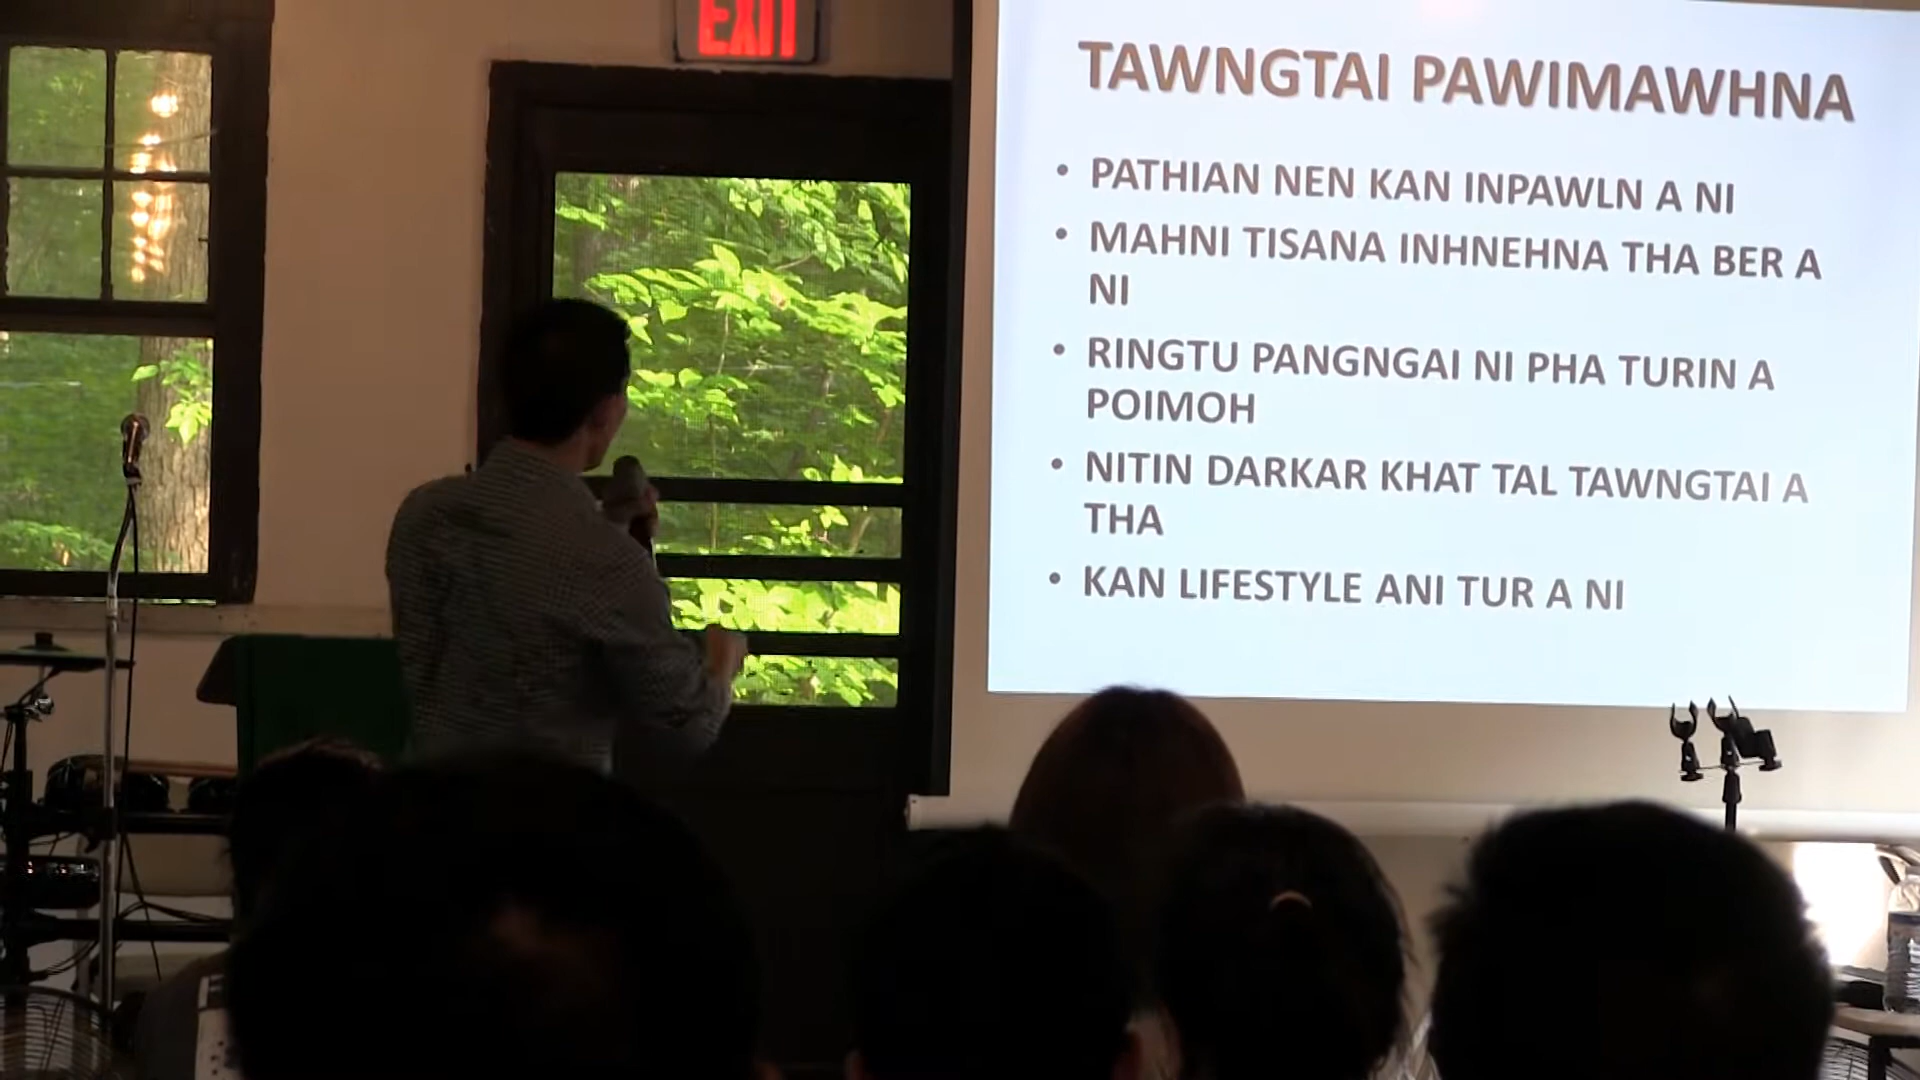 EXIT
TAWNGTAI PAWIMAWHNA
• PATHIAN NEN KAN INPAWLN A NI
• MAHNI TISANA INHNEHNA THA BER A
NI
• RINGTU PANGNGAI NI PHA TURIN A
POIMOH
• NITIN DARKAR KHAT TAL TAWNGTAI A
THA
• KAN LIFESTYLE ANI TUR A NI